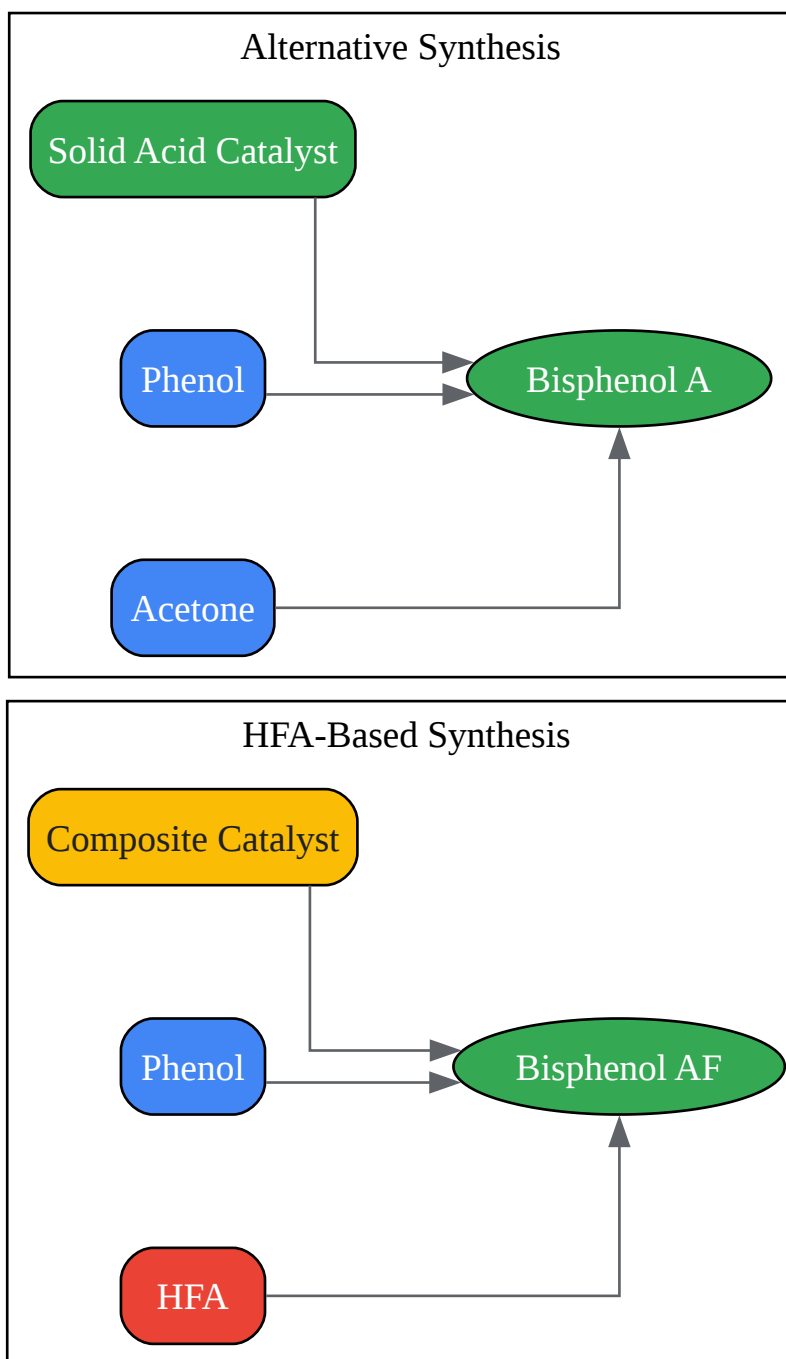 Alternative Synthesis
Solid Acid Catalyst
Phenol
Bisphenol A
Acetone
HFA-Based Synthesis
Composite Catalyst
Phenol
Bisphenol AF
HFA